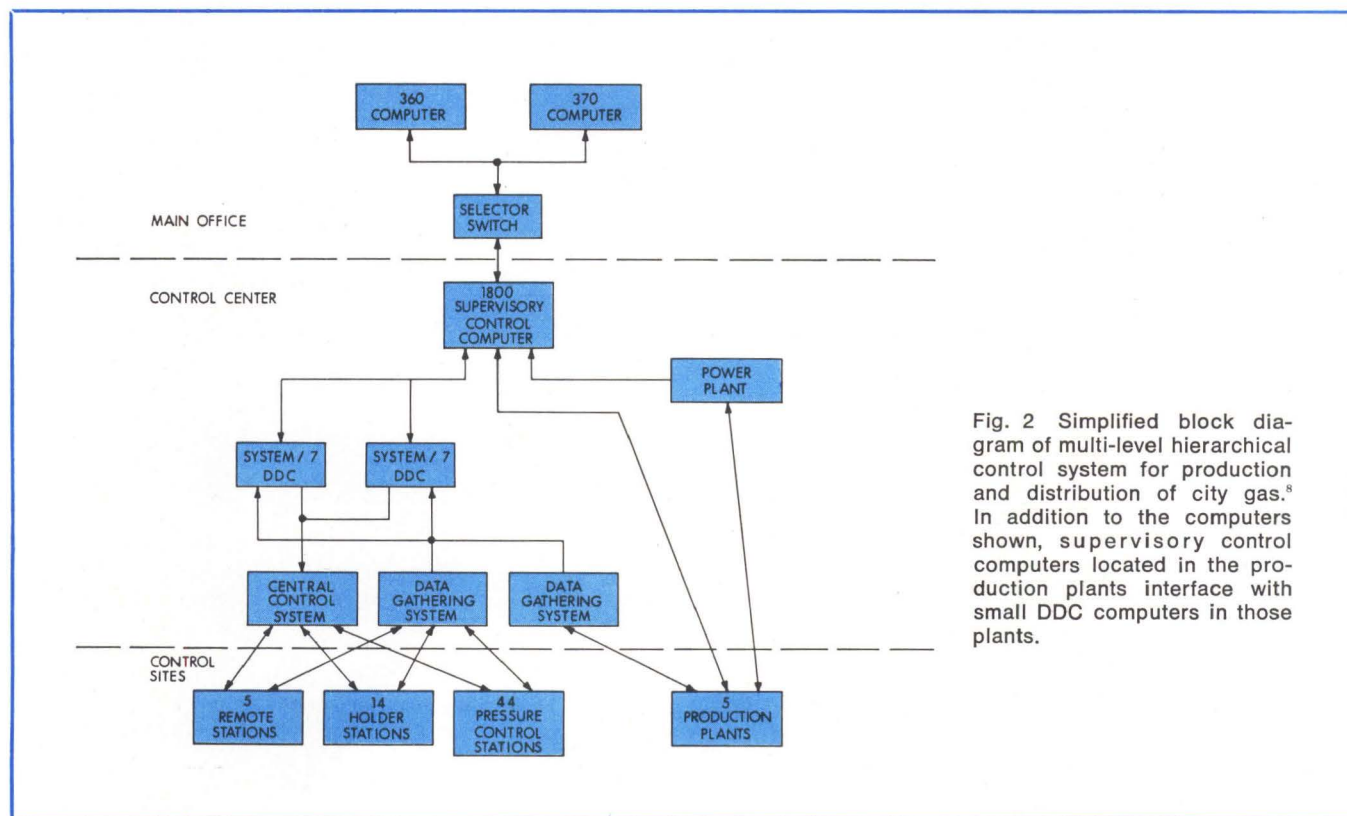 360
COMPUTER
370
COMPUTER
SELECTOR
SWITCH
MAIN OFFICE
CONTROL CENTER
1800
SUPERVISORY
CONTROL
COMPUTER
POWER
PLANT
SYSTEM / 7
DDC
SYSTEM / 7
DDC
CENTRAL
CONTROL
SYSTEM
DATA
GATHERING
SYSTEM
DATA
GATHERING
SYSTEM
CONTROL
SITES
5
REMOTE
STATIONS
14
HOLDER
STATIONS
44
PRESSURE
CONTROL
STATIONS
5
PRODUCTION
PLANTS
Fig. 2 Simplified block dia-
gram of multi-level hierarchical
control system for production
and distribution of city gas.⁸
In addition to the computers
shown, supervisory control
computers located in the pro-
duction plants interface with
small DDC computers in those
plants.